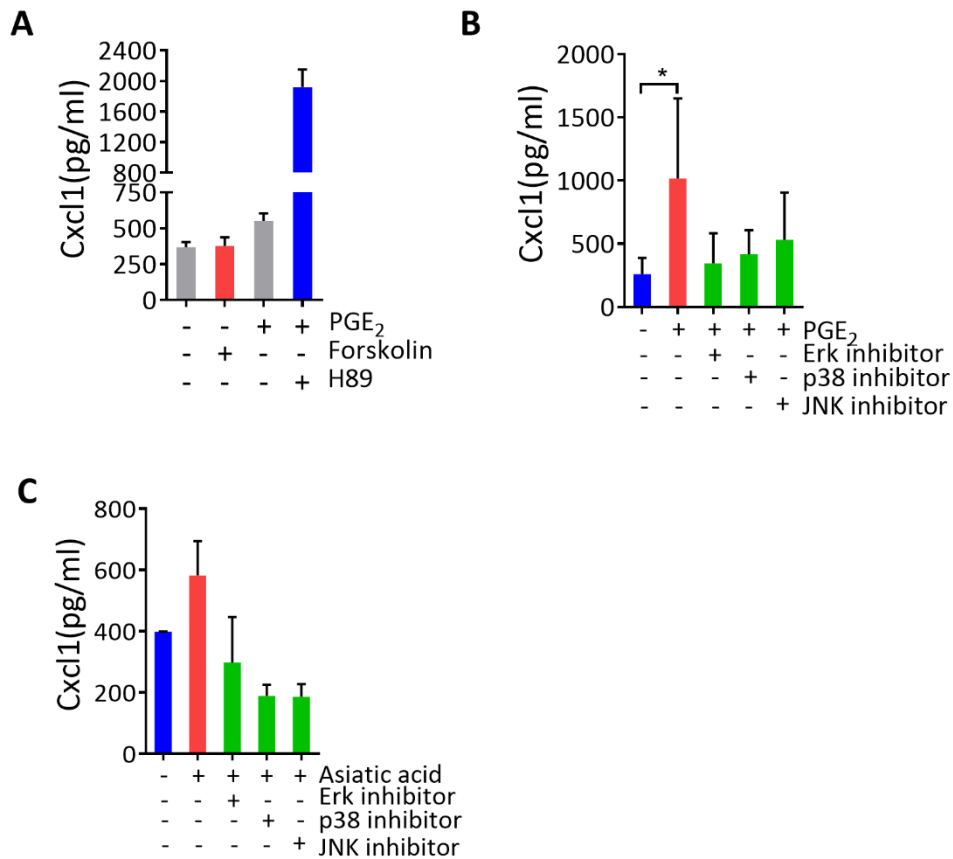 A
Cxcl1(pg/ml)
2400
2000
1600
1200
800
750
500
250
0
- - + + PGE₂
- + - - Forskolin
- - - + H89
B
Cxcl1(pg/ml)
2000
1500
1000
500
0
*
- + + + + PGE₂
- - + - - Erk inhibitor
- - - + - p38 inhibitor
- - - - + JNK inhibitor
C
Cxcl1(pg/ml)
800
600
400
200
0
- + + + + Asiatic acid
- - + - - Erk inhibitor
- - - + - p38 inhibitor
- - - - + JNK inhibitor